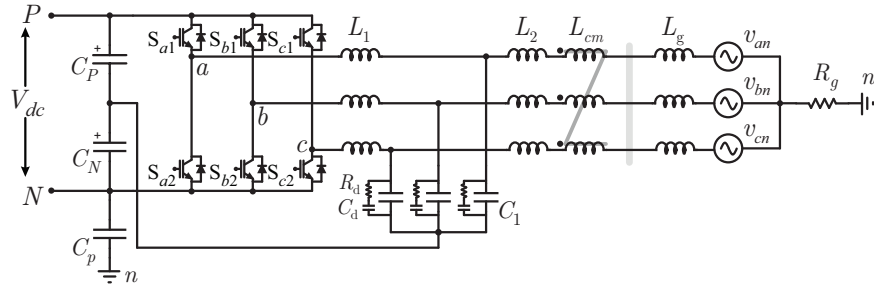 P
+
C_P
V_dc
+
C_N
N
C_p
n
S_a1
S_b1
S_c1
a
b
c
S_a2
S_b2
S_c2
L_1
L_2
L_cm
L_g
v_an
v_bn
v_cn
R_g
n
R_d
C_d
C_1